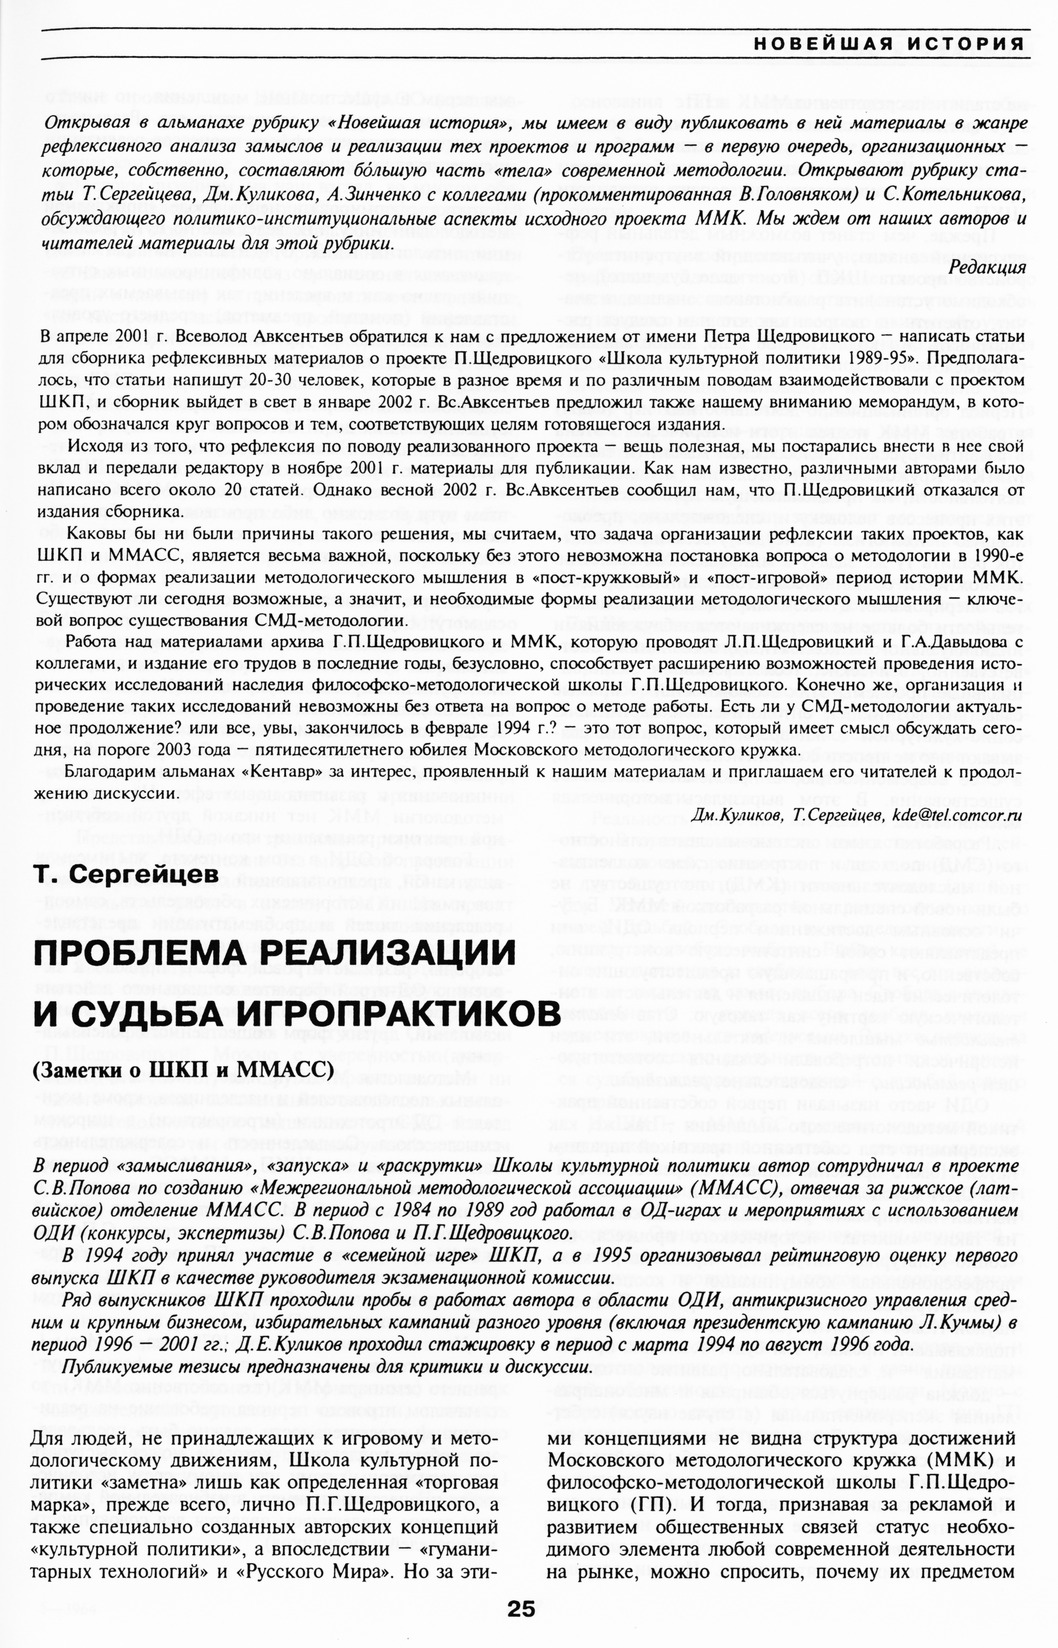 НОВЕЙШАЯ ИСТОРИЯ
Открывая в альманахе рубрику «Новейшая история», мы имеем в виду публиковать в ней материалы в жанре
рефлексивного анализа замыслов и реализации тех проектов и программ — в первую очередь, организационных —
которые, собственно, составляют бо́льшую часть «тела» современной методологии. Открывают рубрику ста-
тьи Т.Сергейцева, Дм.Куликова, А.Зинченко с коллегами (прокомментированная В.Головняком) и С.Котельникова,
обсуждающего политико-институциональные аспекты исходного проекта ММК. Мы ждем от наших авторов и
читателей материалы для этой рубрики.
Редакция
В апреле 2001 г. Всеволод Авксентьев обратился к нам с предложением от имени Петра Щедровицкого — написать статьи
для сборника рефлексивных материалов о проекте П.Щедровицкого «Школа культурной политики 1989-95». Предполага-
лось, что статьи напишут 20-30 человек, которые в разное время и по различным поводам взаимодействовали с проектом
ШКП, и сборник выйдет в свет в январе 2002 г. Вс.Авксентьев предложил также нашему вниманию меморандум, в кото-
ром обозначался круг вопросов и тем, соответствующих целям готовящегося издания.
Исходя из того, что рефлексия по поводу реализованного проекта — вещь полезная, мы постарались внести в нее свой
вклад и передали редактору в ноябре 2001 г. материалы для публикации. Как нам известно, различными авторами было
написано всего около 20 статей. Однако весной 2002 г. Вс.Авксентьев сообщил нам, что П.Щедровицкий отказался от
издания сборника.
Каковы бы ни были причины такого решения, мы считаем, что задача организации рефлексии таких проектов, как
ШКП и ММАСС, является весьма важной, поскольку без этого невозможна постановка вопроса о методологии в 1990-е
гг. и о формах реализации методологического мышления в «пост-кружковый» и «пост-игровой» период истории ММК.
Существуют ли сегодня возможные, а значит, и необходимые формы реализации методологического мышления — ключе-
вой вопрос существования СМД-методологии.
Работа над материалами архива Г.П.Щедровицкого и ММК, которую проводят Л.П.Щедровицкий и Г.А.Давыдова с
коллегами, и издание его трудов в последние годы, безусловно, способствует расширению возможностей проведения исто-
рических исследований наследия философско-методологической школы Г.П.Щедровицкого. Конечно же, организация и
проведение таких исследований невозможны без ответа на вопрос о методе работы. Есть ли у СМД-методологии актуаль-
ное продолжение? или все, увы, закончилось в феврале 1994 г.? — это тот вопрос, который имеет смысл обсуждать сего-
дня, на пороге 2003 года — пятидесятилетнего юбилея Московского методологического кружка.
Благодарим альманах «Кентавр» за интерес, проявленный к нашим материалам и приглашаем его читателей к продол-
жению дискуссии.
Дм.Куликов, Т.Сергейцев, kde@tel.comcor.ru
Т. Сергейцев
ПРОБЛЕМА РЕАЛИЗАЦИИ
И СУДЬБА ИГРОПРАКТИКОВ
(Заметки о ШКП и ММАСС)
В период «замысливания», «запуска» и «раскрутки» Школы культурной политики автор сотрудничал в проекте
С.В.Попова по созданию «Межрегиональной методологической ассоциации» (ММАСС), отвечая за рижское (лат-
вийское) отделение ММАСС. В период с 1984 по 1989 год работал в ОД-играх и мероприятиях с использованием
ОДИ (конкурсы, экспертизы) С.В.Попова и П.Г.Щедровицкого.
В 1994 году принял участие в «семейной игре» ШКП, а в 1995 организовывал рейтинговую оценку первого
выпуска ШКП в качестве руководителя экзаменационной комиссии.
Ряд выпускников ШКП проходили пробы в работах автора в области ОДИ, антикризисного управления сред-
ним и крупным бизнесом, избирательных кампаний разного уровня (включая президентскую кампанию Л.Кучмы) в
период 1996 — 2001 гг.; Д.Е.Куликов проходил стажировку в период с марта 1994 по август 1996 года.
Публикуемые тезисы предназначены для критики и дискуссии.
Для людей, не принадлежащих к игровому и мето-
дологическому движениям, Школа культурной по-
литики «заметна» лишь как определенная «торговая
марка», прежде всего, лично П.Г.Щедровицкого, а
также специально созданных авторских концепций
«культурной политики», а впоследствии — «гумани-
тарных технологий» и «Русского Мира». Но за эти-
ми концепциями не видна структура достижений
Московского методологического кружка (ММК) и
философско-методологической школы Г.П.Щедро-
вицкого (ГП). И тогда, признавая за рекламой и
развитием общественных связей статус необхо-
димого элемента любой современной деятельности
на рынке, можно спросить, почему их предметом
25